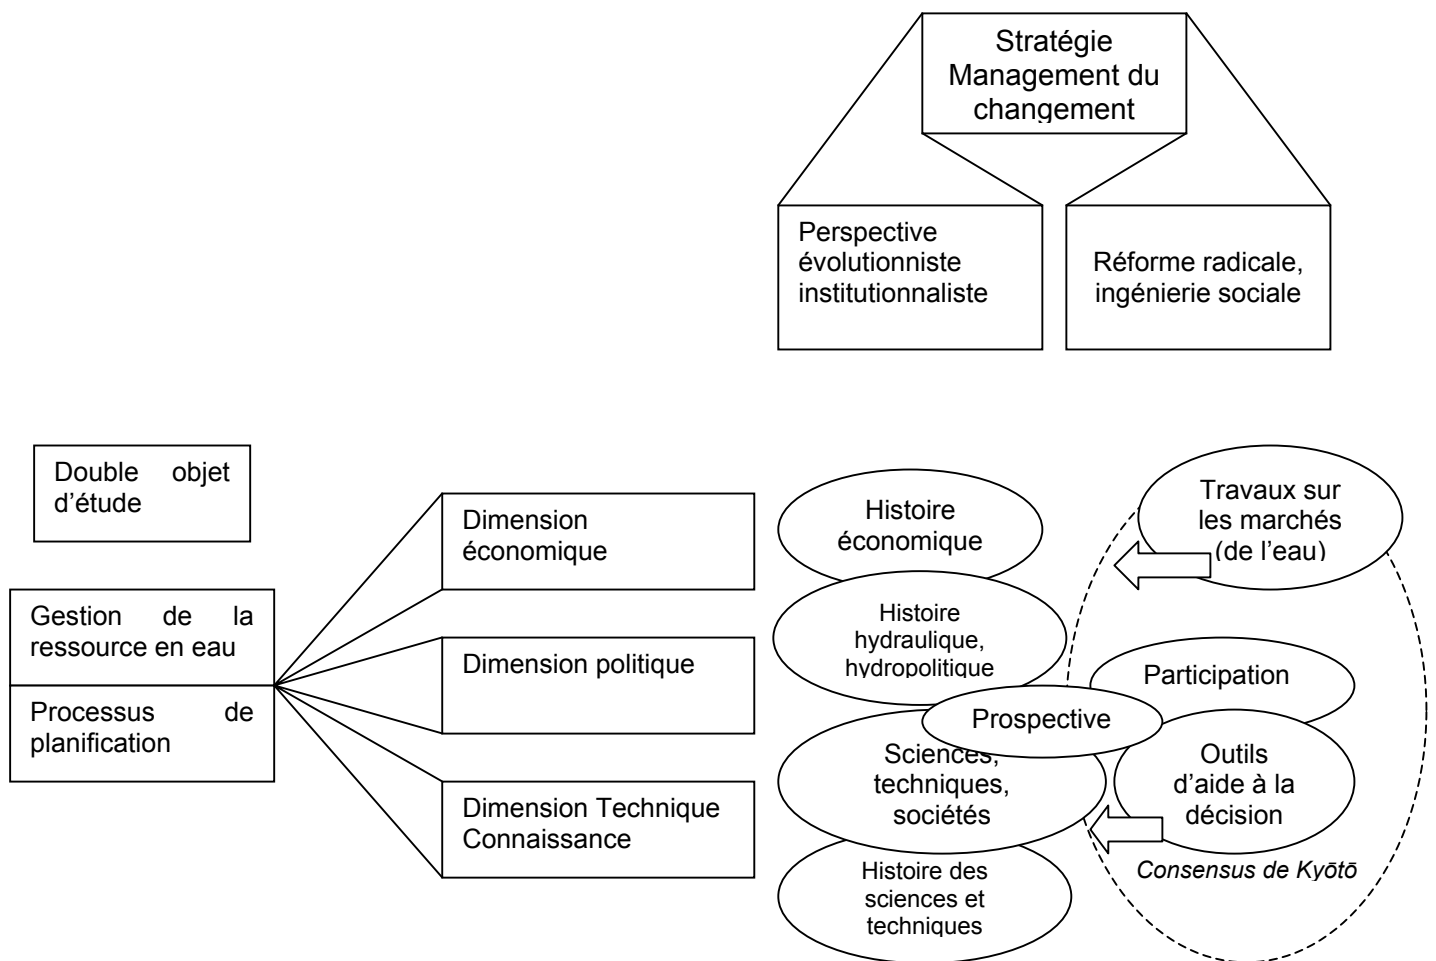 Stratégie
Management du
changement
Perspective
évolutionniste
institutionnaliste
Réforme radicale,
ingénierie sociale
Double objet
d’étude
Gestion de la
ressource en eau
Processus de
planification
Dimension
économique
Dimension politique
Dimension Technique
Connaissance
Histoire
économique
Histoire
hydraulique,
hydropolitique
Prospective
Sciences,
techniques,
sociétés
Histoire des
sciences et
techniques
Travaux sur
les marchés
(de l’eau)
Participation
Outils
d’aide à la
décision
Consensus de Kyōtō